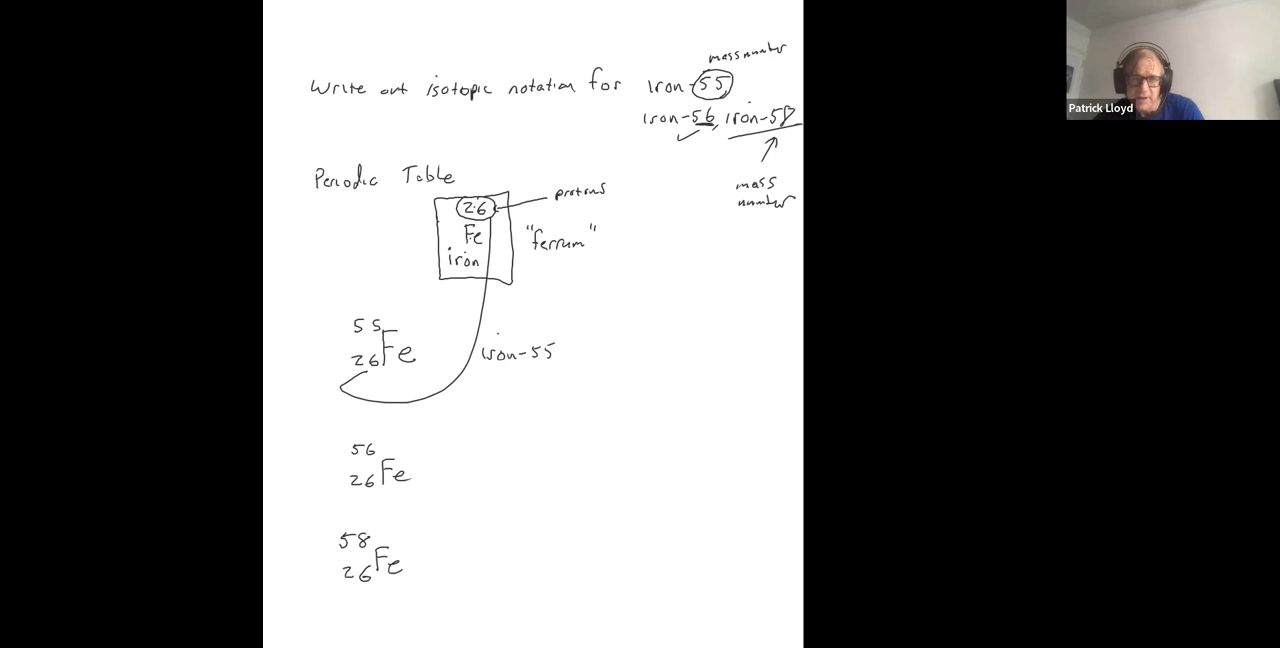 mass number
Write out isotopic notation for iron-55,
iron-56, iron-58
mass
number
Periodic Table
26
protons
Fe
"ferrum"
iron
55
26Fe
iron-55
56
26Fe
58
26Fe
Patrick Lloyd